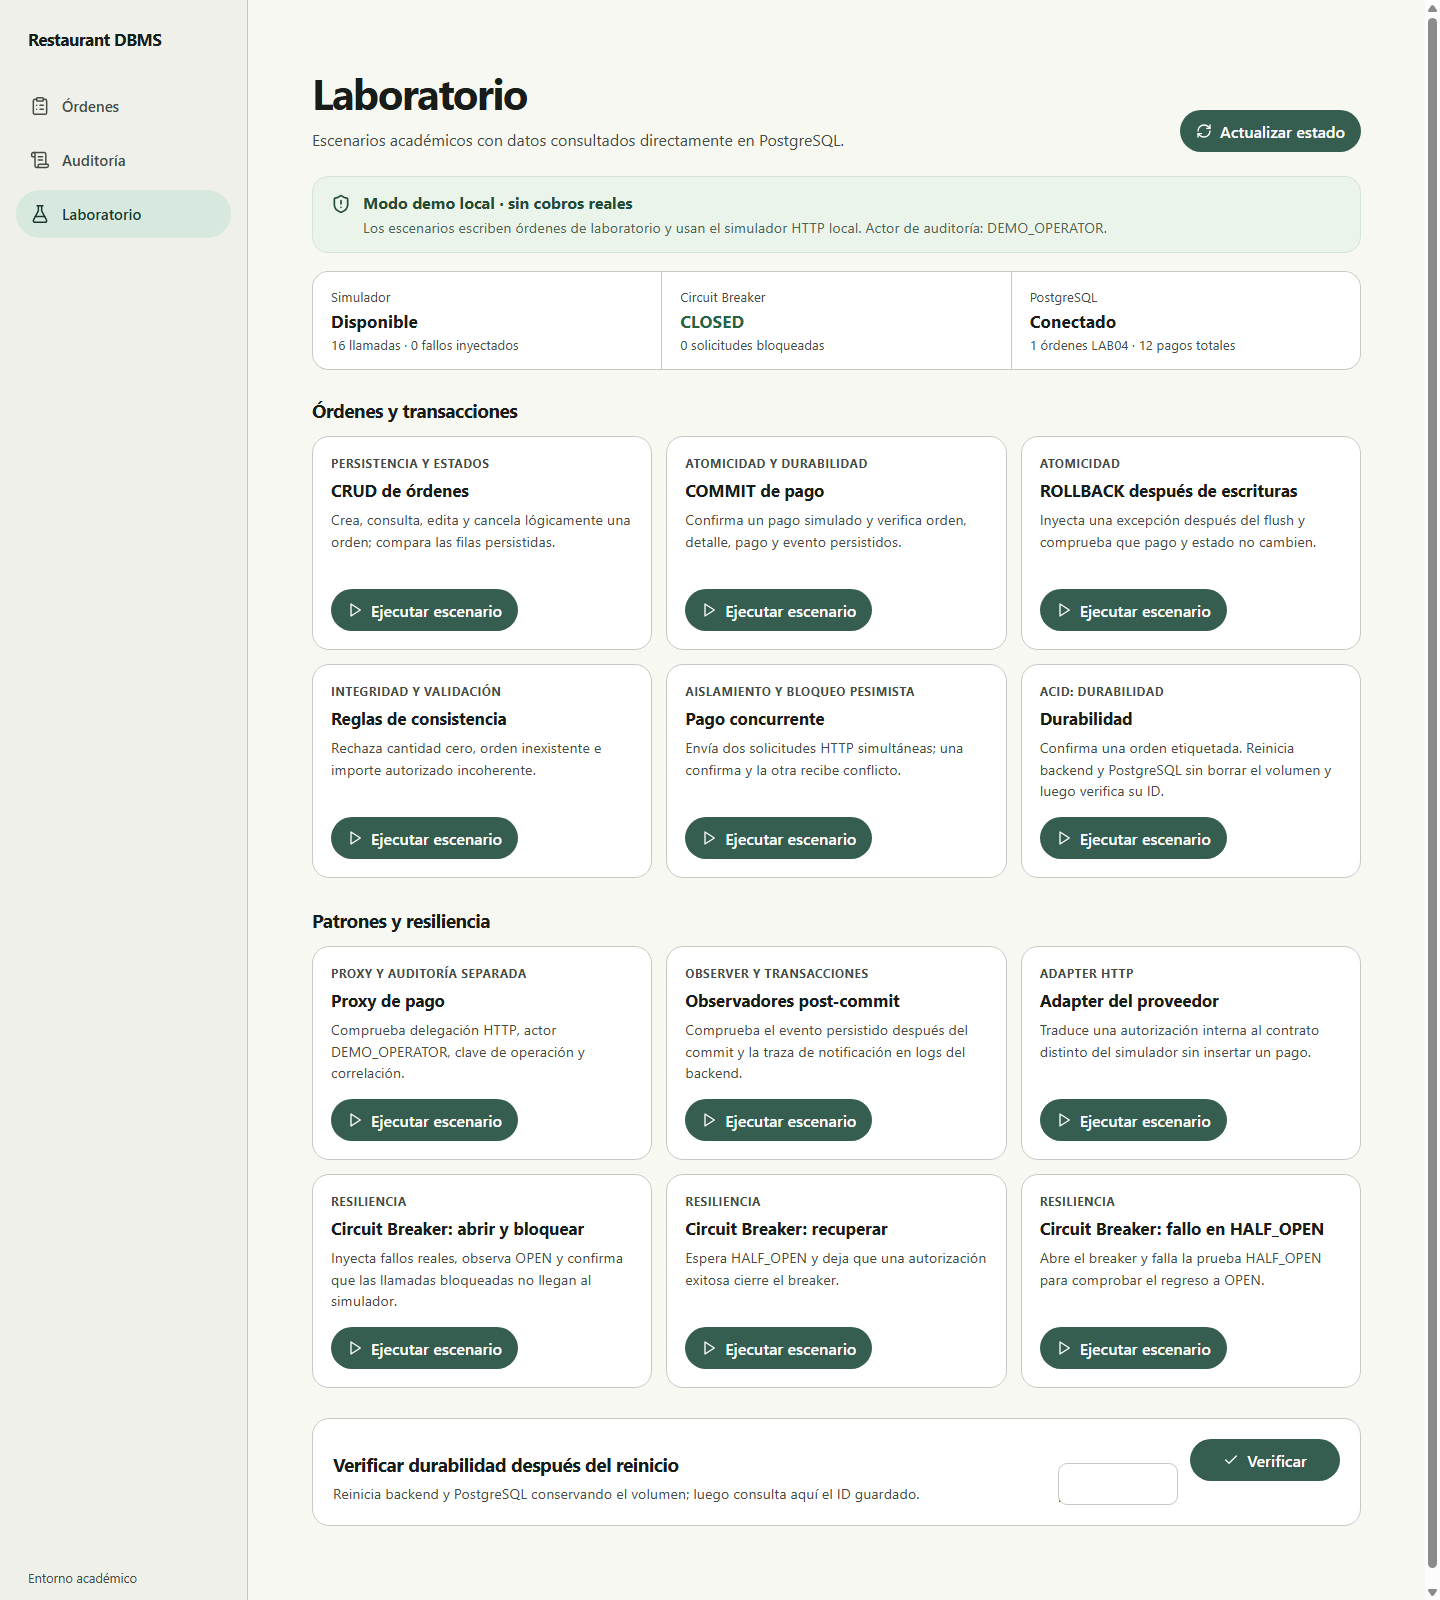 Restaurant DBMS
Órdenes
Auditoría
Laboratorio
Laboratorio
Escenarios académicos con datos consultados directamente en PostgreSQL.
Actualizar estado
Modo demo local · sin cobros reales
Los escenarios escriben órdenes de laboratorio y usan el simulador HTTP local. Actor de auditoría: DEMO_OPERATOR.
Simulador
Disponible
16 llamadas · 0 fallos inyectados
Circuit Breaker
CLOSED
0 solicitudes bloqueadas
PostgreSQL
Conectado
1 órdenes LAB04 · 12 pagos totales
Órdenes y transacciones
PERSISTENCIA Y ESTADOS
CRUD de órdenes
Crea, consulta, edita y cancela lógicamente una
orden; compara las filas persistidas.
Ejecutar escenario
ATOMICIDAD Y DURABILIDAD
COMMIT de pago
Confirma un pago simulado y verifica orden,
detalle, pago y evento persistidos.
Ejecutar escenario
ATOMICIDAD
ROLLBACK después de escrituras
Inyecta una excepción después del flush y
comprueba que pago y estado no cambien.
Ejecutar escenario
INTEGRIDAD Y VALIDACIÓN
Reglas de consistencia
Rechaza cantidad cero, orden inexistente e
importe autorizado incoherente.
Ejecutar escenario
AISLAMIENTO Y BLOQUEO PESIMISTA
Pago concurrente
Envía dos solicitudes HTTP simultáneas; una
confirma y la otra recibe conflicto.
Ejecutar escenario
ACID: DURABILIDAD
Durabilidad
Confirma una orden etiquetada. Reinicia
backend y PostgreSQL sin borrar el volumen y
luego verifica su ID.
Ejecutar escenario
Patrones y resiliencia
PROXY Y AUDITORÍA SEPARADA
Proxy de pago
Comprueba delegación HTTP, actor
DEMO_OPERATOR, clave de operación y
correlación.
Ejecutar escenario
OBSERVER Y TRANSACCIONES
Observadores post-commit
Comprueba el evento persistido después del
commit y la traza de notificación en logs del
backend.
Ejecutar escenario
ADAPTER HTTP
Adapter del proveedor
Traduce una autorización interna al contrato
distinto del simulador sin insertar un pago.
Ejecutar escenario
RESILIENCIA
Circuit Breaker: abrir y bloquear
Inyecta fallos reales, observa OPEN y confirma
que las llamadas bloqueadas no llegan al
simulador.
Ejecutar escenario
RESILIENCIA
Circuit Breaker: recuperar
Espera HALF_OPEN y deja que una autorización
exitosa cierre el breaker.
Ejecutar escenario
RESILIENCIA
Circuit Breaker: fallo en HALF_OPEN
Abre el breaker y falla la prueba HALF_OPEN
para comprobar el regreso a OPEN.
Ejecutar escenario
Verificar durabilidad después del reinicio
Reinicia backend y PostgreSQL conservando el volumen; luego consulta aquí el ID guardado.
Verificar
Entorno académico